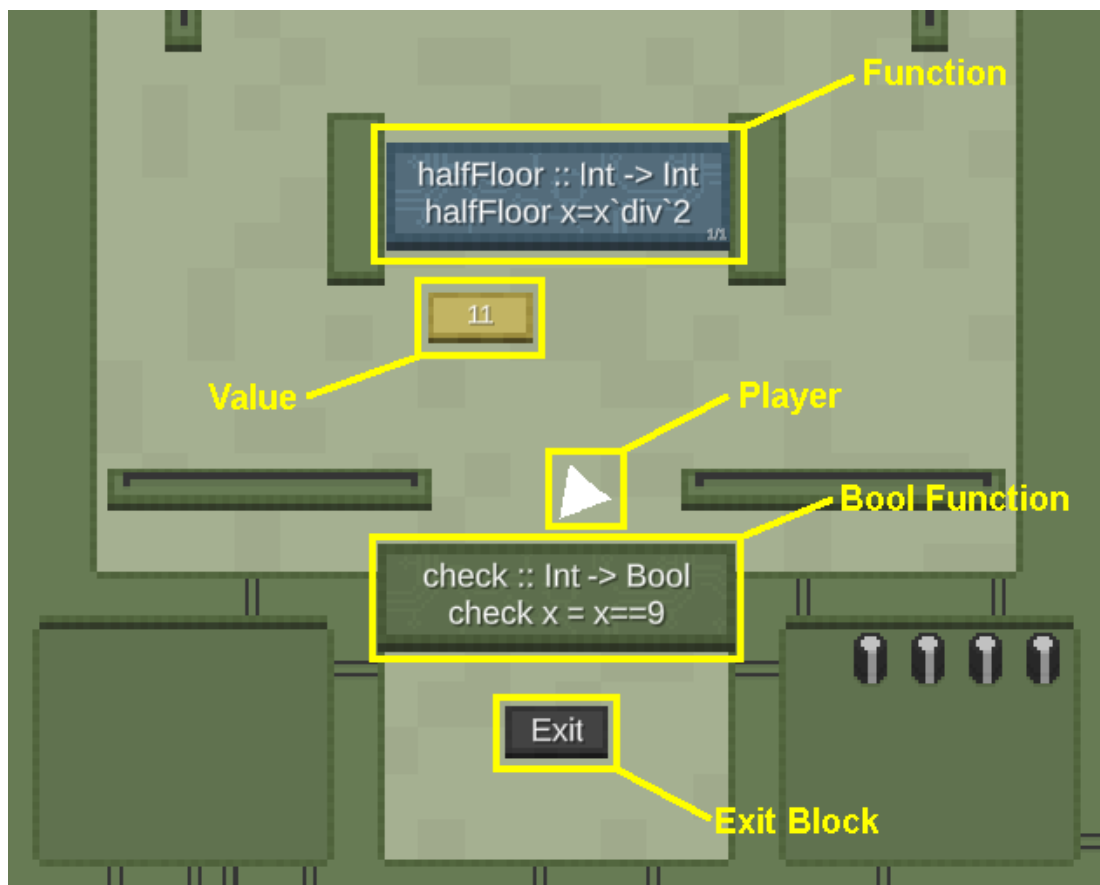 Function
halfFloor :: Int -> Int
halfFloor x=x`div`2
1/1
11
Value
Player
Bool Function
check :: Int -> Bool
check x = x==9
Exit
Exit Block